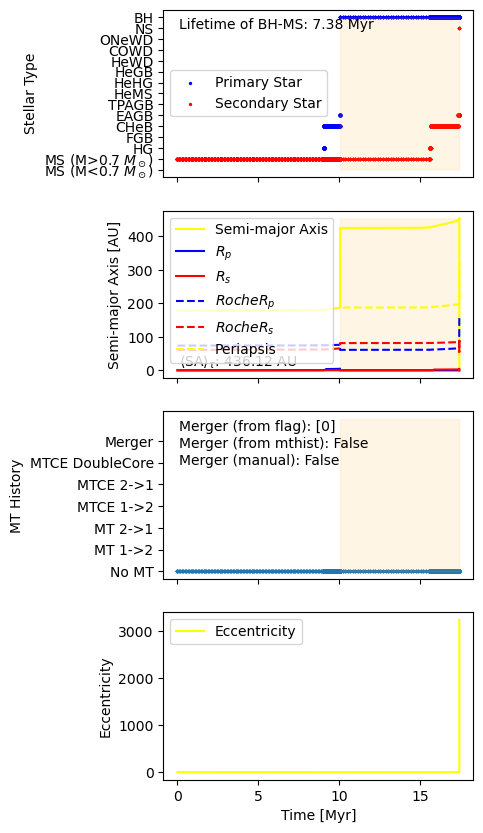 Stellar Type
BH
NS
ONeWD
COWD
HeWD
HeGB
HeHG
HeMS
TPAGB
EAGB
CHeB
FGB
HG
MS (M>0.7 M⊙)
MS (M<0.7 M⊙)
Lifetime of BH-MS: 7.38 Myr
Primary Star
Secondary Star
Semi-major Axis [AU]
400
300
200
100
0
Semi-major Axis
Rp
Rs
RocheRp
RocheRs
Periapsis
⟨SA⟩t: 436.12 AU
MT History
Merger
MTCE DoubleCore
MTCE 2->1
MTCE 1->2
MT 2->1
MT 1->2
No MT
Merger (from flag): [0]
Merger (from mthist): False
Merger (manual): False
Eccentricity
3000
2000
1000
0
Eccentricity
0 5 10 15
Time [Myr]